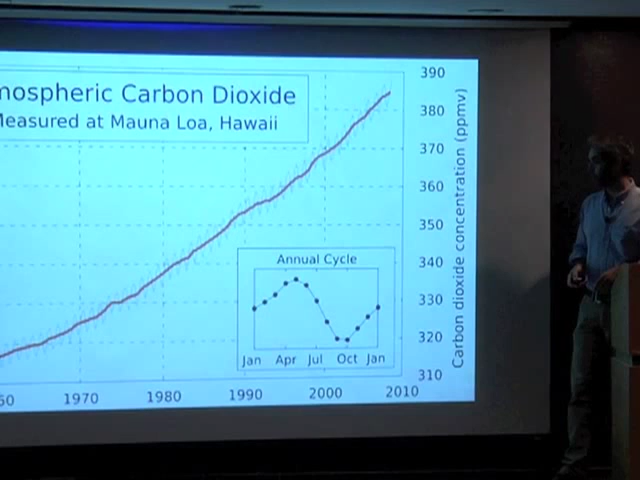 mospheric Carbon Dioxide
Measured at Mauna Loa, Hawaii
390
380
370
360
350
340
330
320
310
Carbon dioxide concentration (ppmv)
Annual Cycle
Jan Apr Jul Oct Jan
60 1970 1980 1990 2000 2010